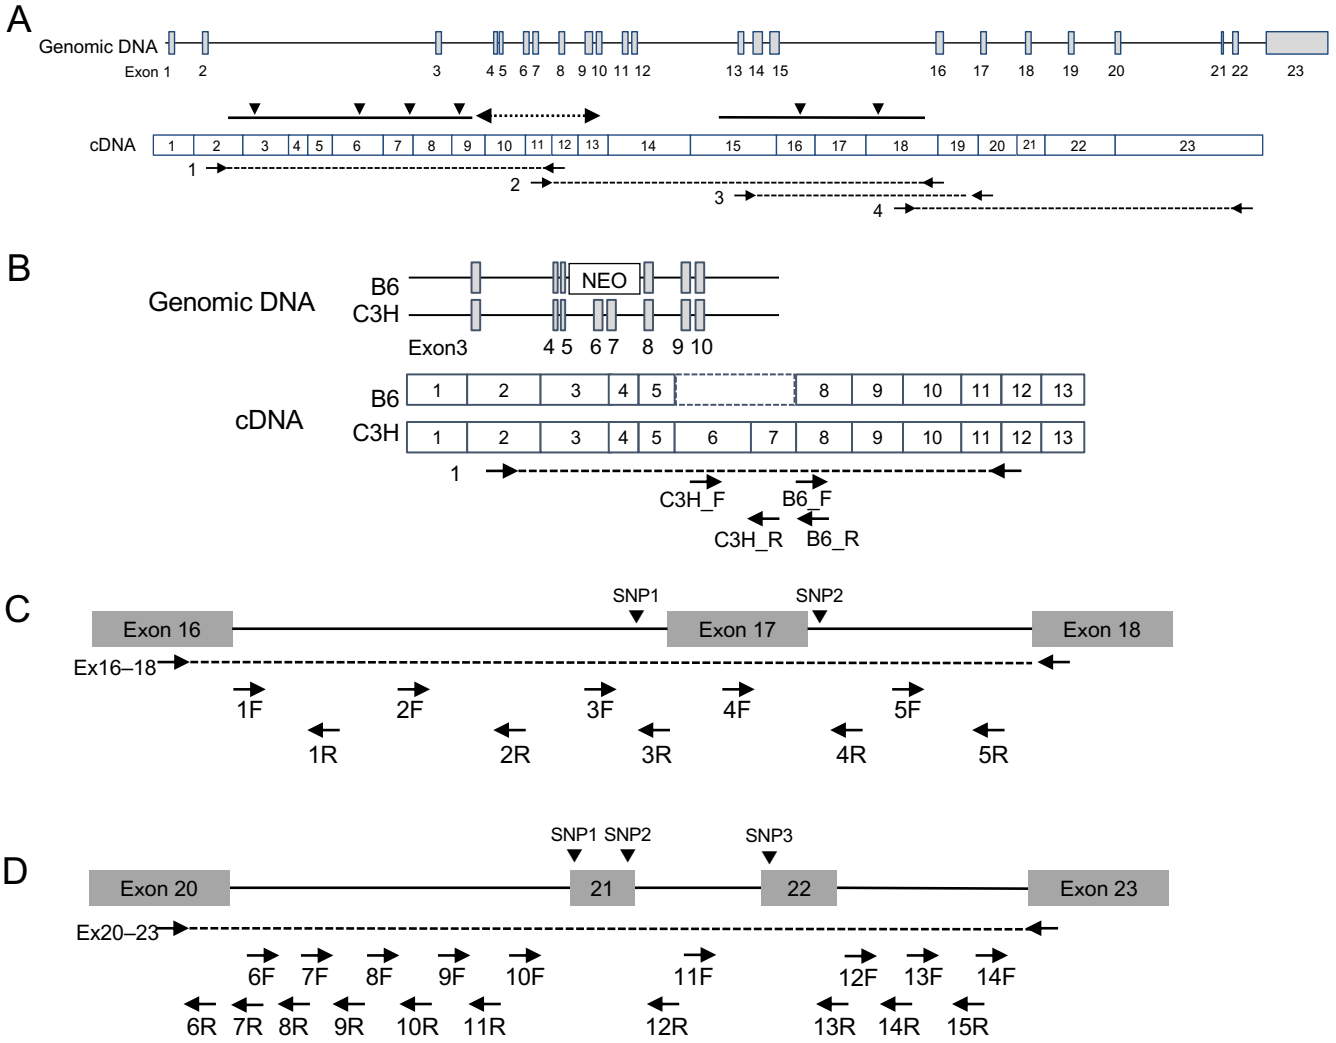 A
Genomic DNA
Exon 1 2 3 4 5 6 7 8 9 10 11 12 13 14 15 16 17 18 19 20 21 22 23
cDNA 1 2 3 4 5 6 7 8 9 10 11 12 13 14 15 16 17 18 19 20 21 22 23
1
2
3
4
B
Genomic DNA
B6 NEO
C3H
Exon3 4 5 6 7 8 9 10
cDNA
B6 1 2 3 4 5 8 9 10 11 12 13
C3H 1 2 3 4 5 6 7 8 9 10 11 12 13
1
C3H_F B6_F
C3H_R B6_R
C
SNP1 SNP2
Exon 16 Exon 17 Exon 18
Ex16–18
1F 2F 3F 4F 5F
1R 2R 3R 4R 5R
D
SNP1 SNP2 SNP3
Exon 20 21 22 Exon 23
Ex20–23
6F 7F 8F 9F 10F 11F 12F 13F 14F
6R 7R 8R 9R 10R 11R 12R 13R 14R 15R